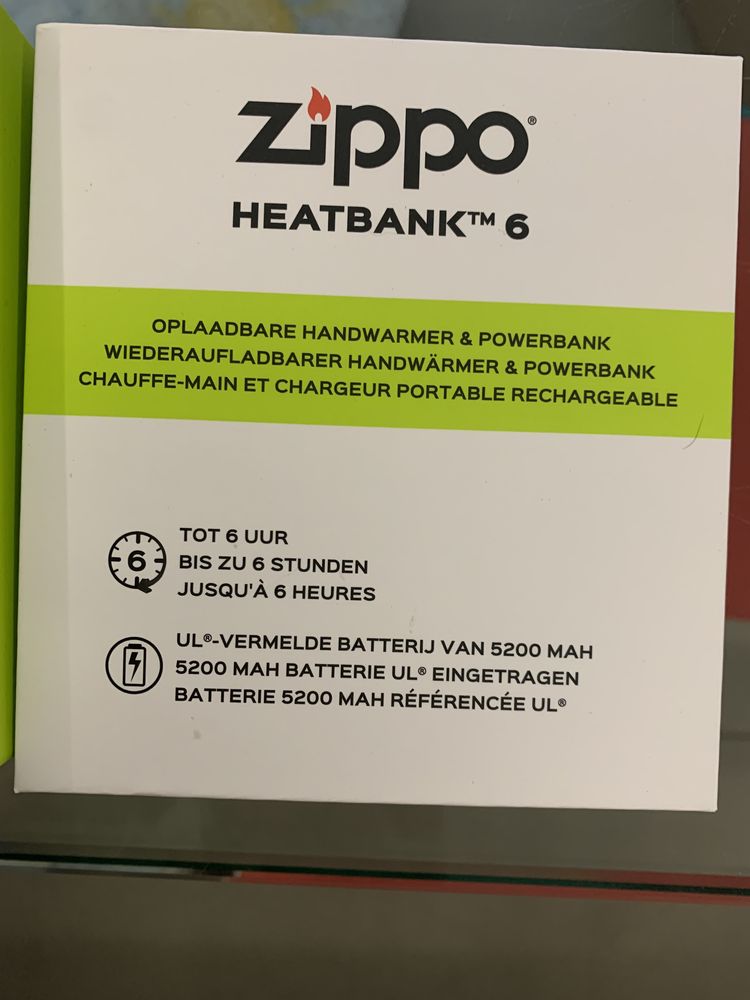 zippo®
HEATBANK™ 6
OPLAADBARE HANDWARMER & POWERBANK
WIEDERAUFLADBARER HANDWÄRMER & POWERBANK
CHAUFFE-MAIN ET CHARGEUR PORTABLE RECHARGEABLE
6
TOT 6 UUR
BIS ZU 6 STUNDEN
JUSQU'À 6 HEURES
UL®-VERMELDE BATTERIJ VAN 5200 MAH
5200 MAH BATTERIE UL® EINGETRAGEN
BATTERIE 5200 MAH RÉFÉRENCÉE UL®